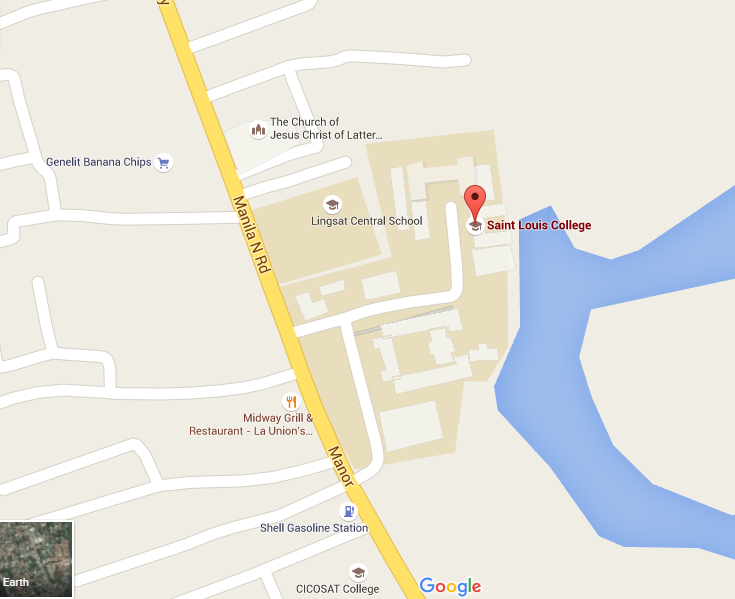 y
The Church of
Jesus Christ of Latter...
Genelit Banana Chips
Manila N Rd
Lingsat Central School
Saint Louis College
Midway Grill &
Restaurant - La Union's...
Manor
Shell Gasoline Station
Earth
CICOSAT College
Google